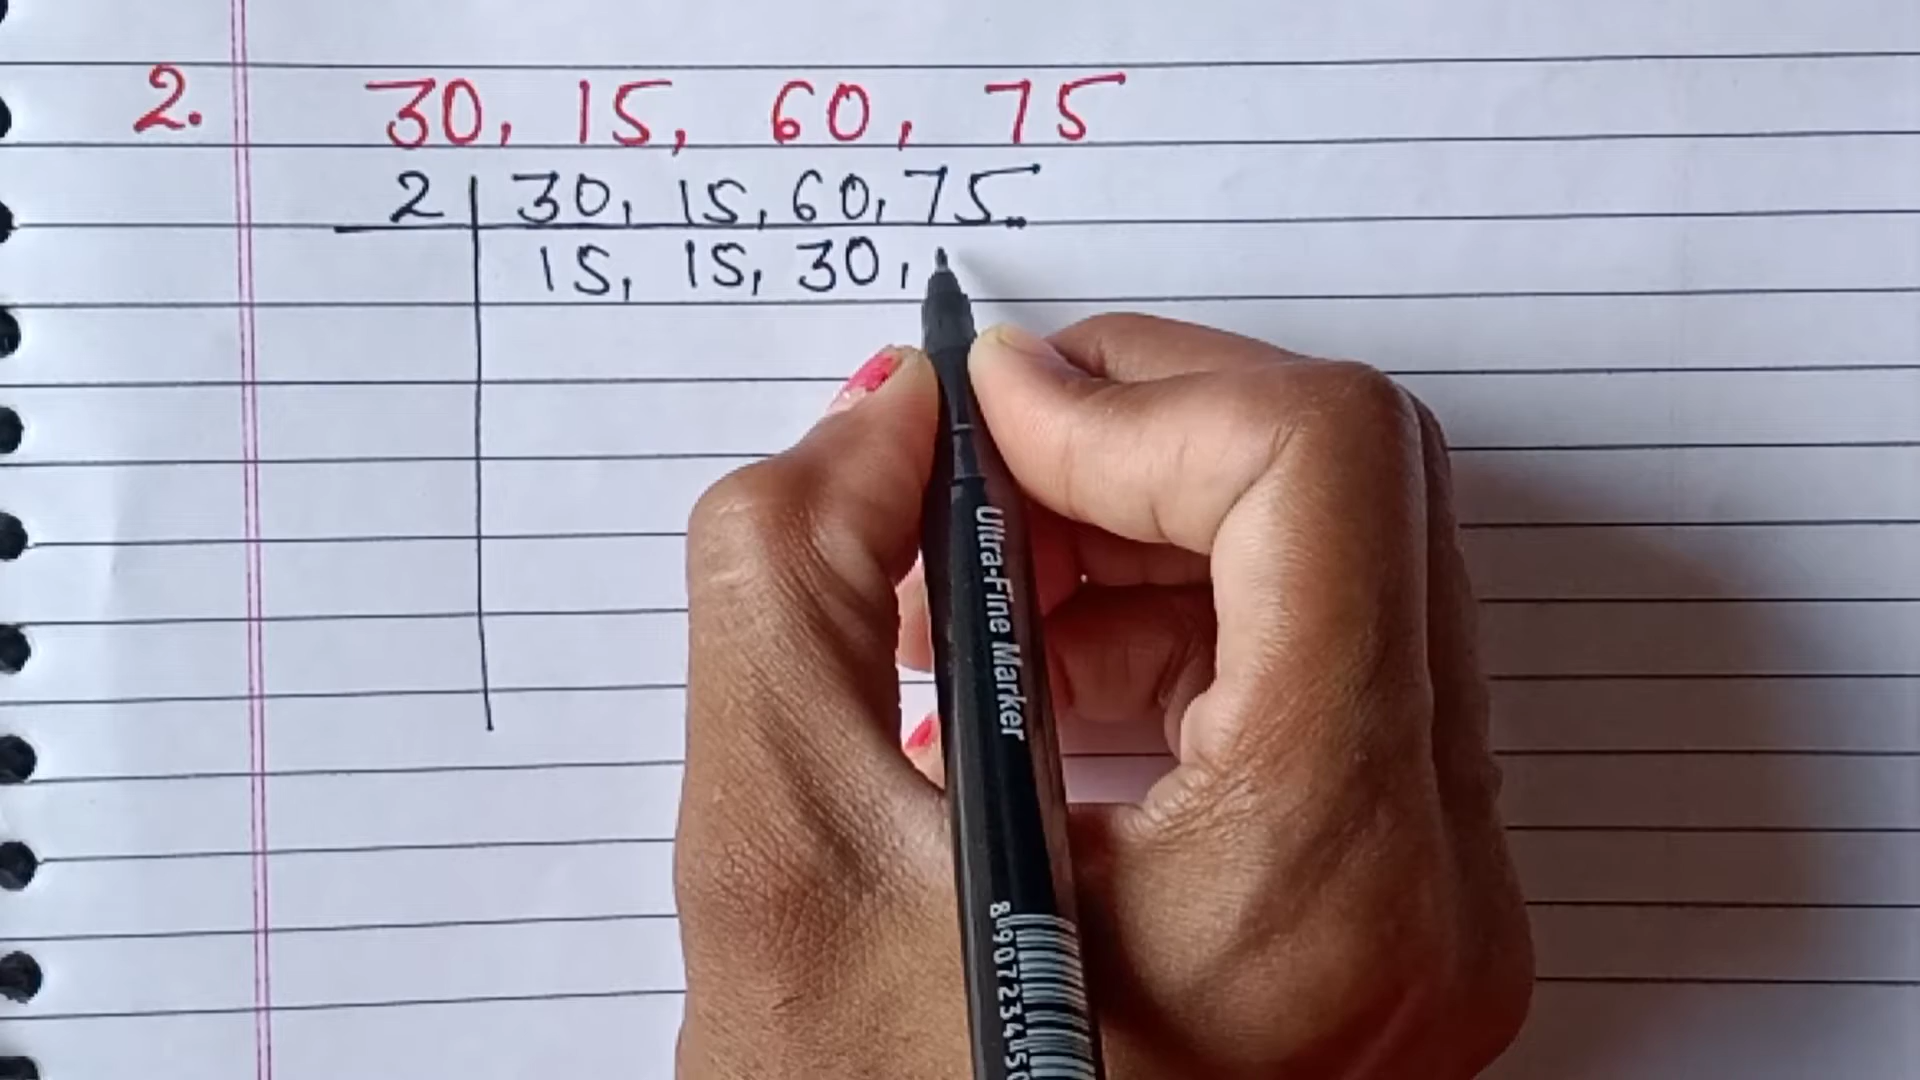 2. 30, 15, 60, 75
2 | 30, 15, 60, 75
15, 15, 30,
Ultra-Fine Marker